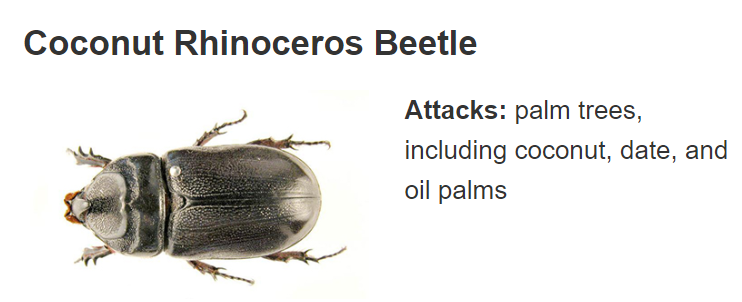 Coconut Rhinoceros Beetle
Attacks: palm trees,
including coconut, date, and
oil palms